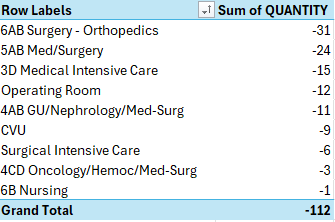 Row Labels Sum of QUANTITY
6AB Surgery - Orthopedics -31
5AB Med/Surgery -24
3D Medical Intensive Care -15
Operating Room -12
4AB GU/Nephrology/Med-Surg -11
CVU -9
Surgical Intensive Care -6
4CD Oncology/Hemoc/Med-Surg -3
6B Nursing -1
Grand Total -112